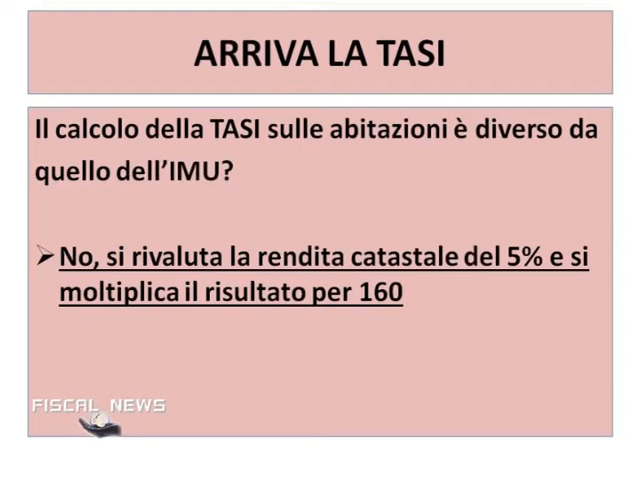 ARRIVA LA TASI
Il calcolo della TASI sulle abitazioni è diverso da
quello dell’IMU?
No, si rivaluta la rendita catastale del 5% e si
moltiplica il risultato per 160
FISCAL NEWS